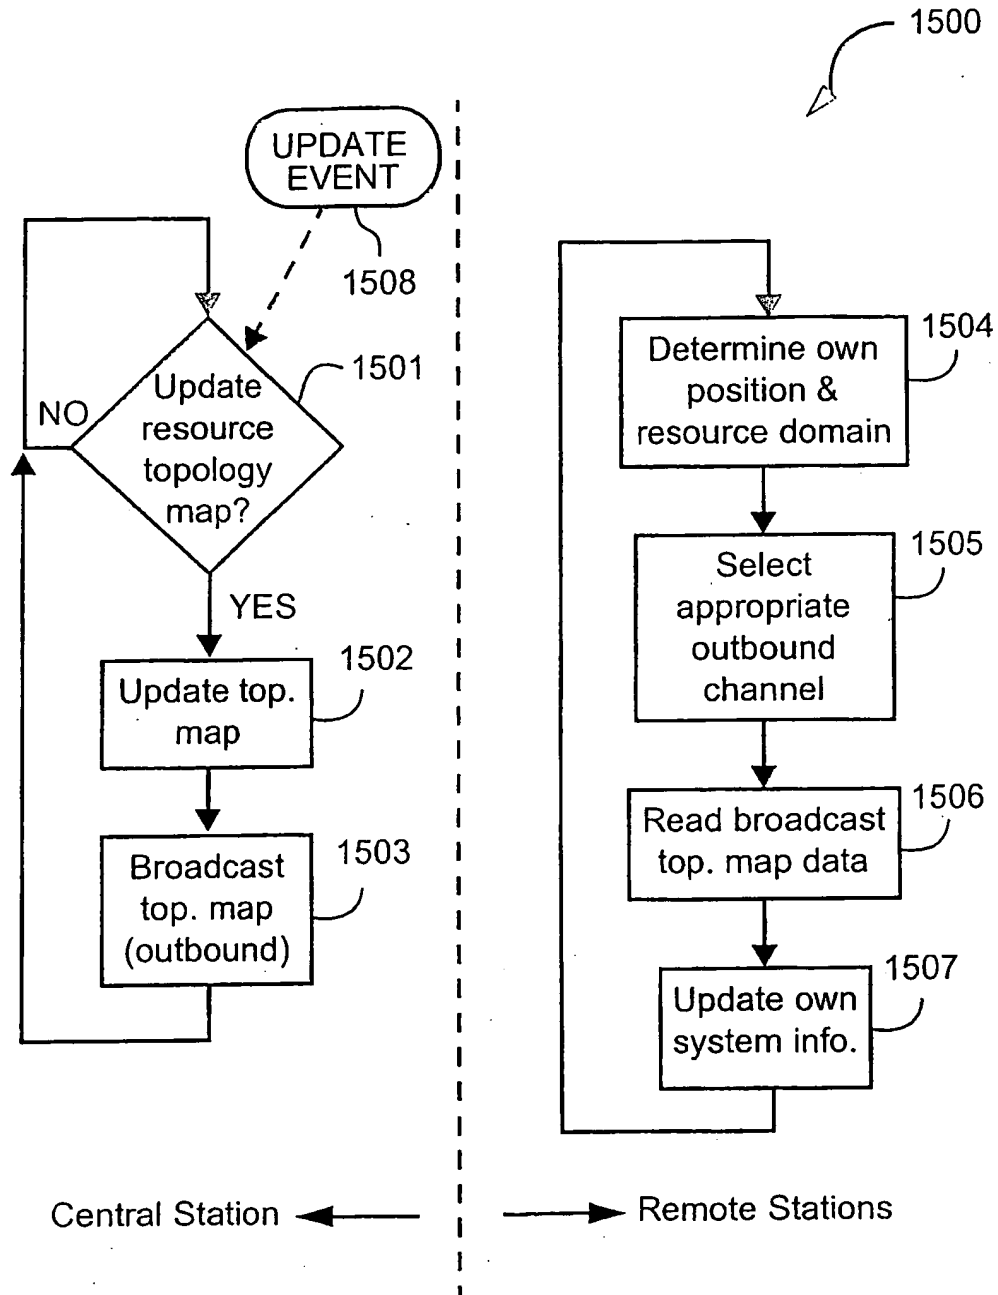 1500
UPDATE
EVENT
1508
1501
NO
Update
resource
topology
map?
YES
1502
Update top.
map
1503
Broadcast
top. map
(outbound)
Central Station
1504
Determine own
position &
resource domain
1505
Select
appropriate
outbound
channel
1506
Read broadcast
top. map data
1507
Update own
system info.
Remote Stations